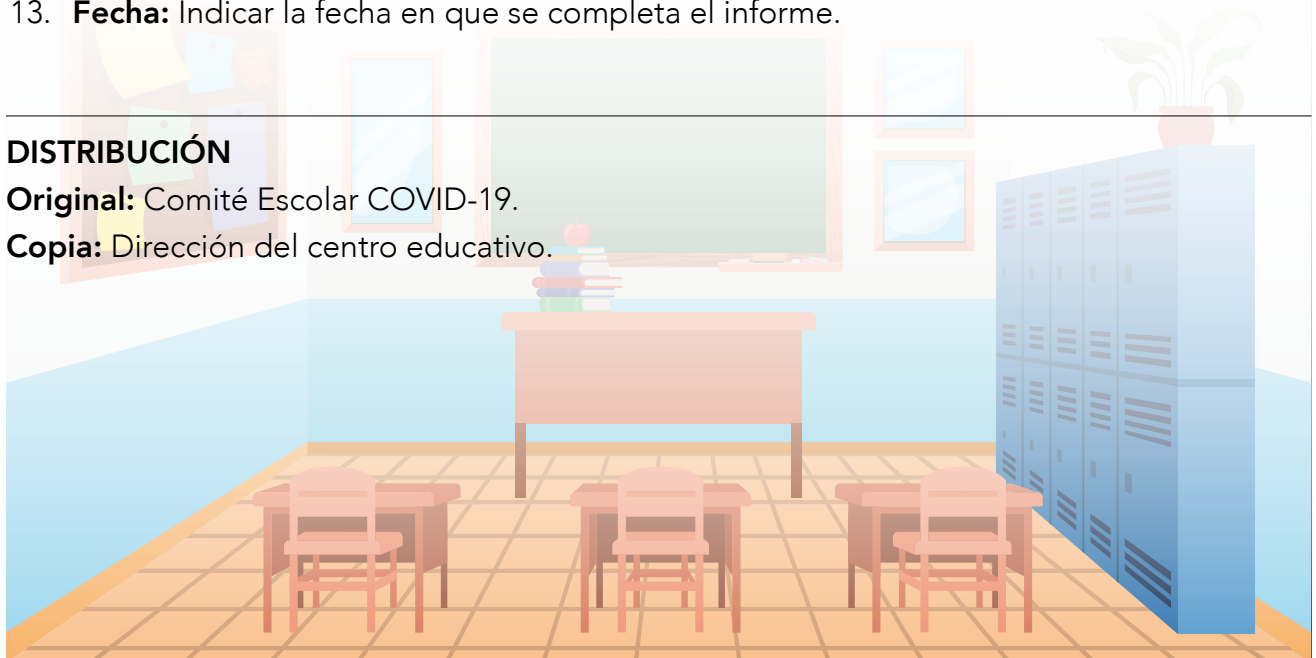 13. Fecha: Indicar la fecha en que se completa el informe.
DISTRIBUCIÓN
Original: Comité Escolar COVID-19.
Copia: Dirección del centro educativo.